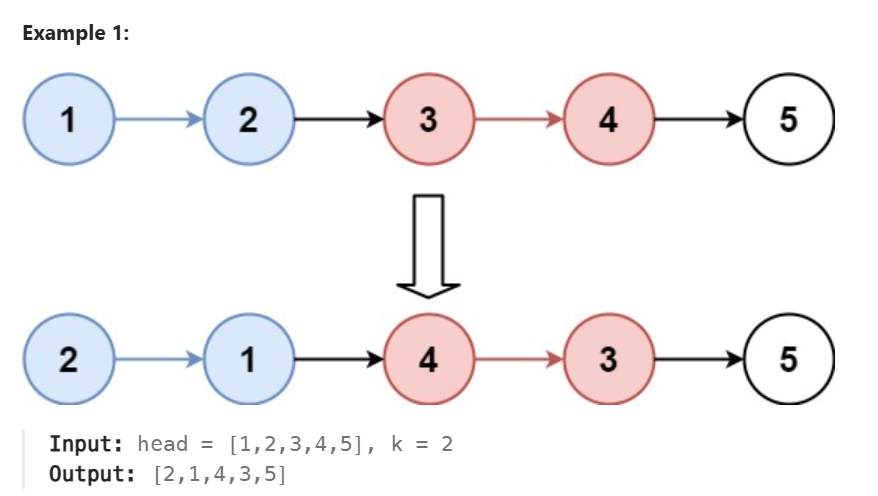 Example 1:
1 2 3 4 5
2 1 4 3 5
Input: head = [1,2,3,4,5], k = 2
Output: [2,1,4,3,5]